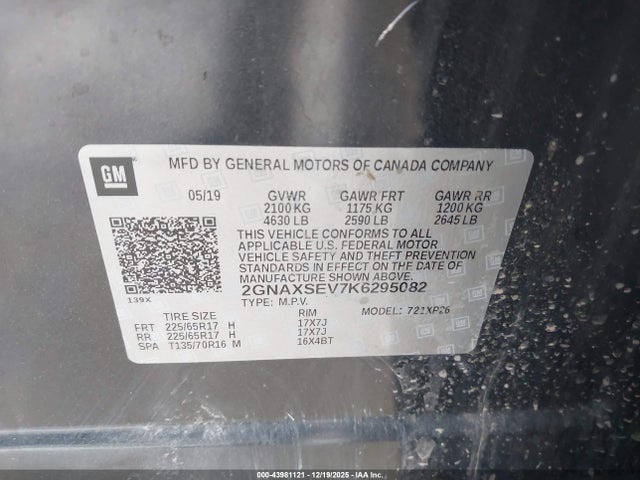 GM
MFD BY GENERAL MOTORS OF CANADA COMPANY
05/19 GVWR GAWR FRT GAWR RR
2100 KG 1175 KG 1200 KG
4630 LB 2590 LB 2645 LB
THIS VEHICLE CONFORMS TO ALL
APPLICABLE U.S. FEDERAL MOTOR
VEHICLE SAFETY AND THEFT PREVENTION
STANDARDS IN EFFECT ON THE DATE OF
MANUFACTURE SHOWN ABOVE.
139X 2GNAXSEV7K6295082
TYPE: M.P.V. MODEL: 721XP26
TIRE SIZE RIM
FRT 225/65R17 H 17X7J
RR 225/65R17 H 17X7J
SPA T135/70R16 M 16X4BT
000-43981121 - 12/19/2025 - IAA, Inc.